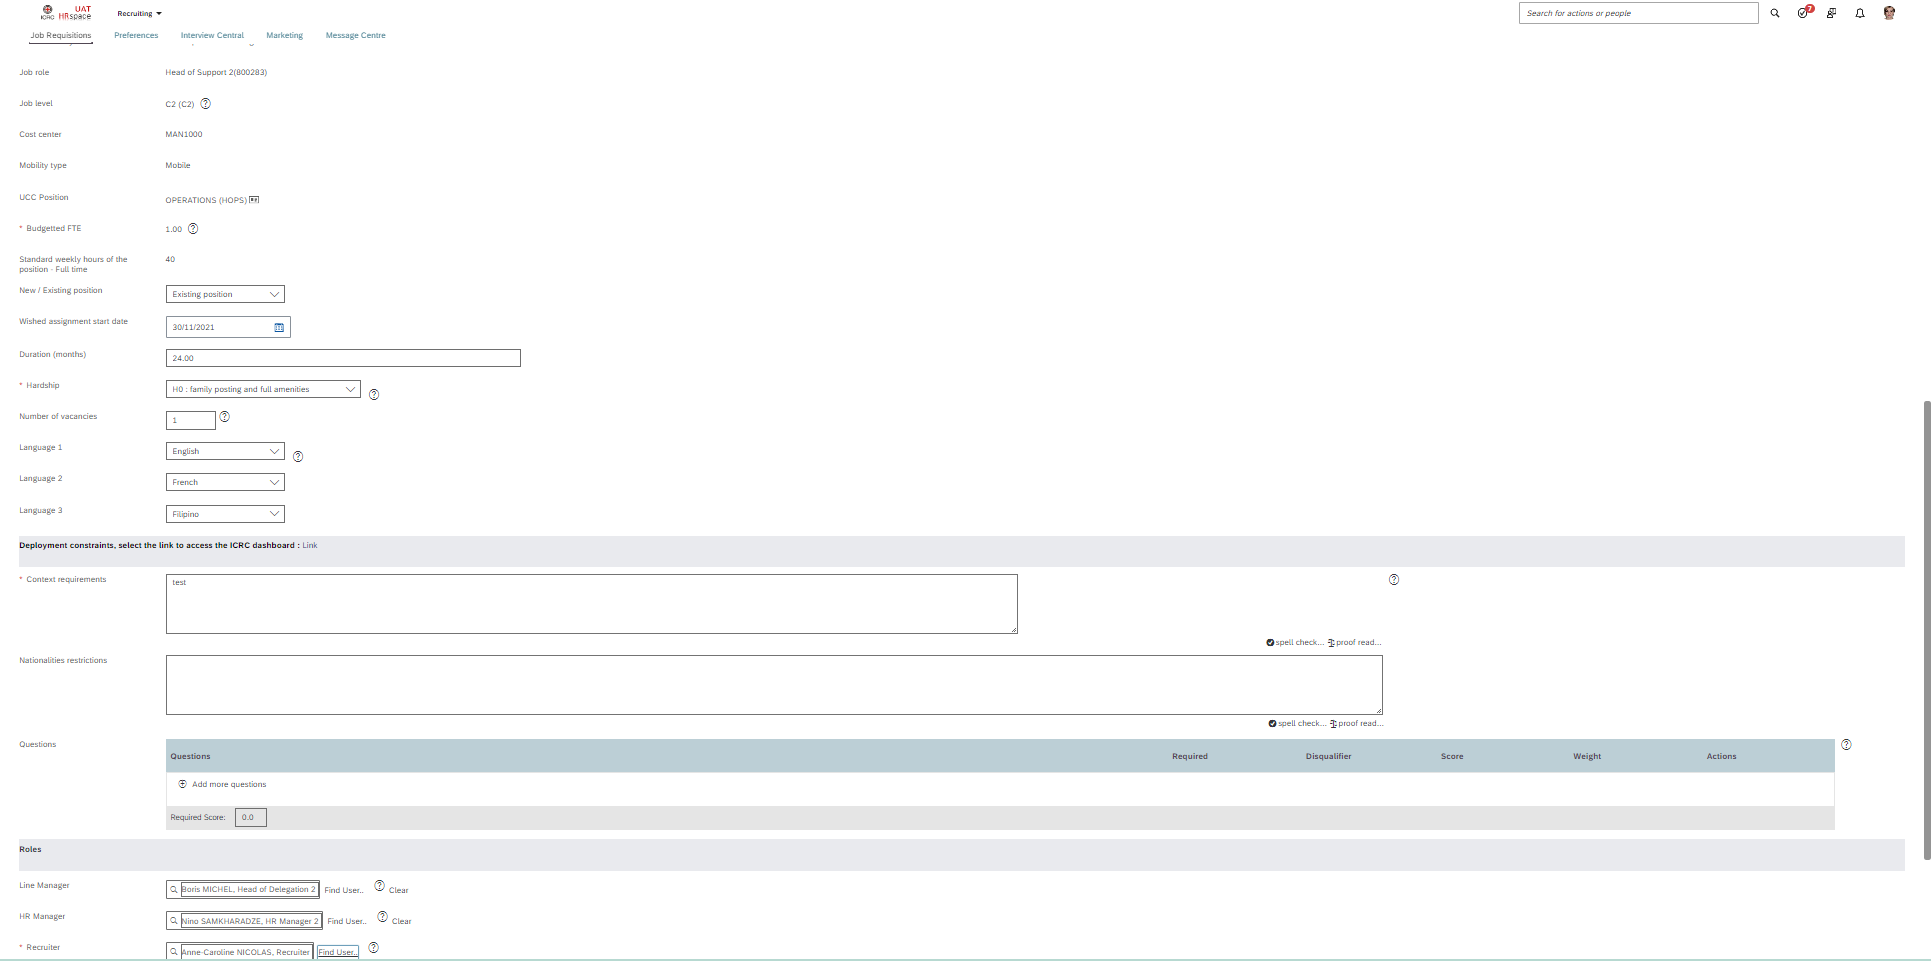 ICRC UAT HRspace
Recruiting
Search for actions or people
7
Job Requisitions Preferences Interview Central Marketing Message Centre
Job role Head of Support 2(800283)
Job level C2 (C2) ?
Cost center MAN1000
Mobility type Mobile
UCC Position OPERATIONS (HOPS)
* Budgetted FTE 1.00 ?
Standard weekly hours of the
position - Full time 40
New / Existing position Existing position
Wished assignment start date 30/11/2021
Duration (months) 24.00
* Hardship H0 : family posting and full amenities ?
Number of vacancies 1 ?
Language 1 English ?
Language 2 French
Language 3 Filipino
Deployment constraints, select the link to access the ICRC dashboard : Link
* Context requirements test ?
spell check... proof read...
Nationalities restrictions
spell check... proof read...
Questions ?
Questions Required Disqualifier Score Weight Actions
Add more questions
Required Score: 0.0
Roles
Line Manager Boris MICHEL, Head of Delegation 2 Find User.. ? Clear
HR Manager Nino SAMKHARADZE, HR Manager 2 Find User.. ? Clear
* Recruiter Anne-Caroline NICOLAS, Recruiter Find User.. ?